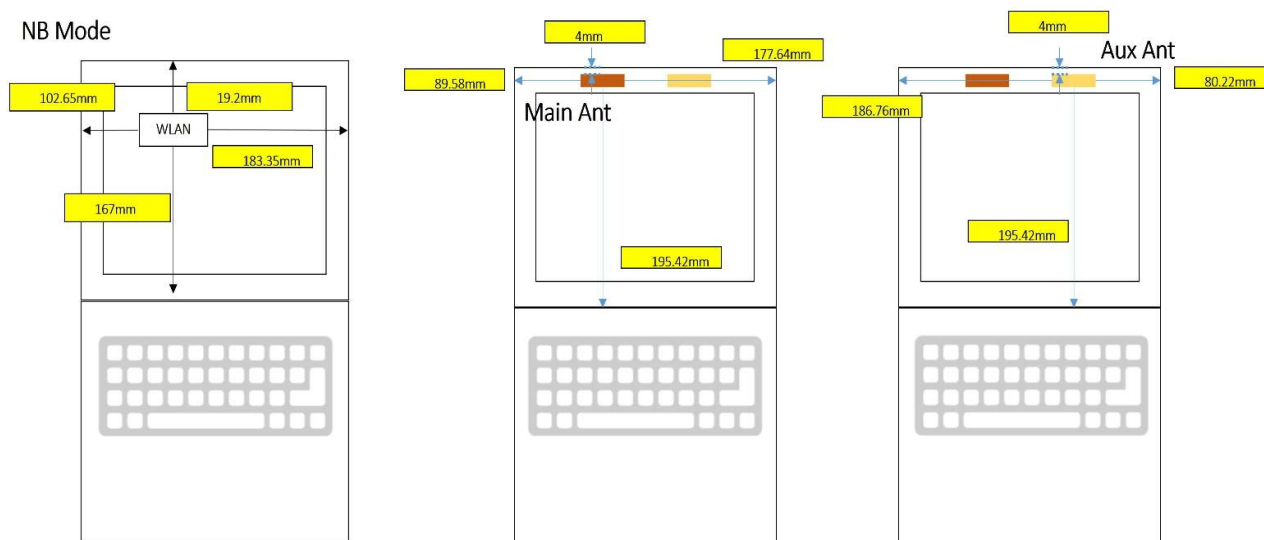 NB Mode
102.65mm
19.2mm
WLAN
183.35mm
167mm
4mm
177.64mm
89.58mm
Main Ant
195.42mm
4mm
Aux Ant
80.22mm
186.76mm
195.42mm